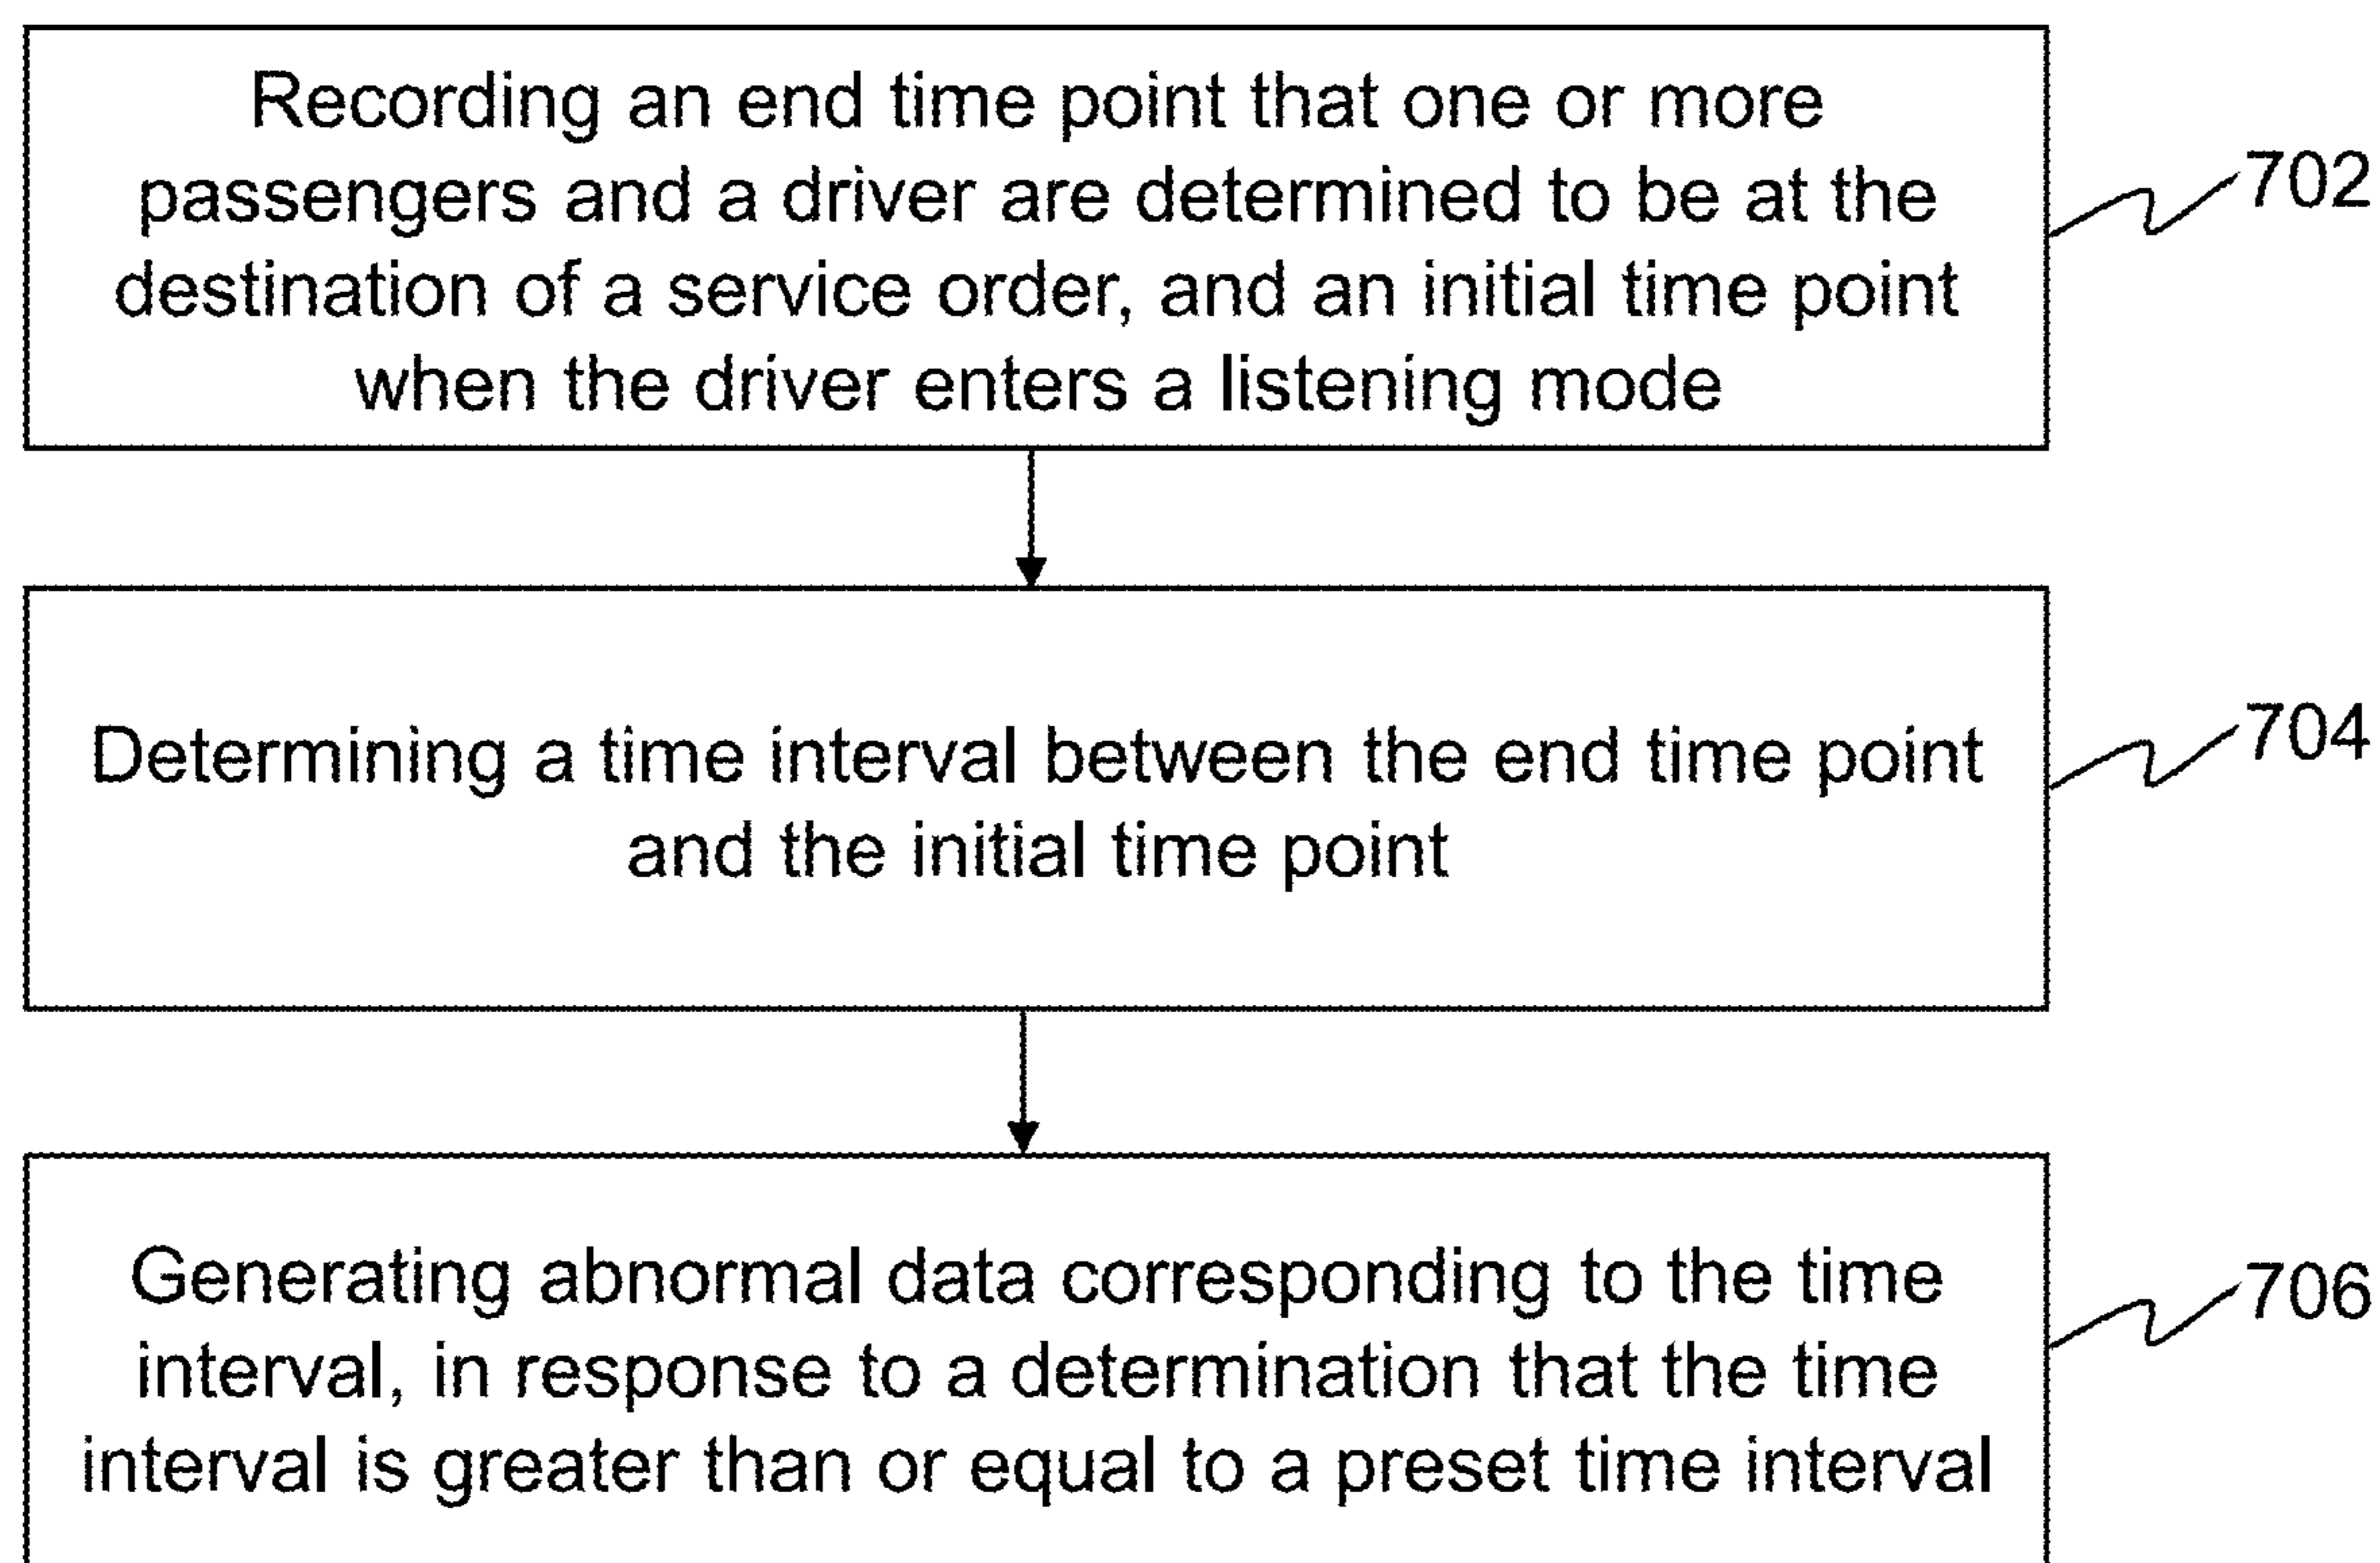 Recording an end time point that one or more
passengers and a driver are determined to be at the
destination of a service order, and an initial time point
when the driver enters a listening mode
702
Determining a time interval between the end time point
and the initial time point
704
Generating abnormal data corresponding to the time
interval, in response to a determination that the time
interval is greater than or equal to a preset time interval
706